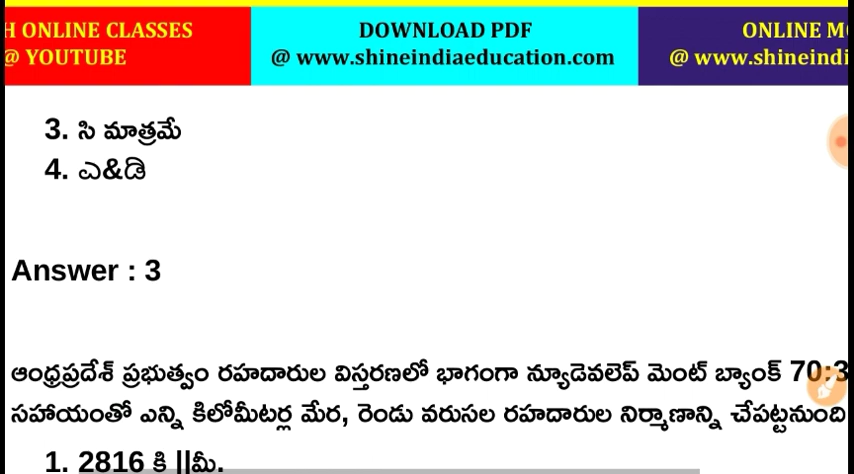 H ONLINE CLASSES
@ YOUTUBE
DOWNLOAD PDF
@ www.shineindiaeducation.com
ONLINE M
@ www.shineindi
3. సి మాత్రమే
4. ఎ&డి
Answer : 3
ఆంధ్రప్రదేశ్ ప్రభుత్వం రహదారుల విస్తరణలో భాగంగా న్యూడెవలెప్ మెంట్ బ్యాంక్ 70:3
సహాయంతో ఎన్ని కిలోమీటర్ల మేర, రెండు వరుసల రహదారుల నిర్మాణాన్ని చేపట్టనుంది
1. 2816 కి||మీ.